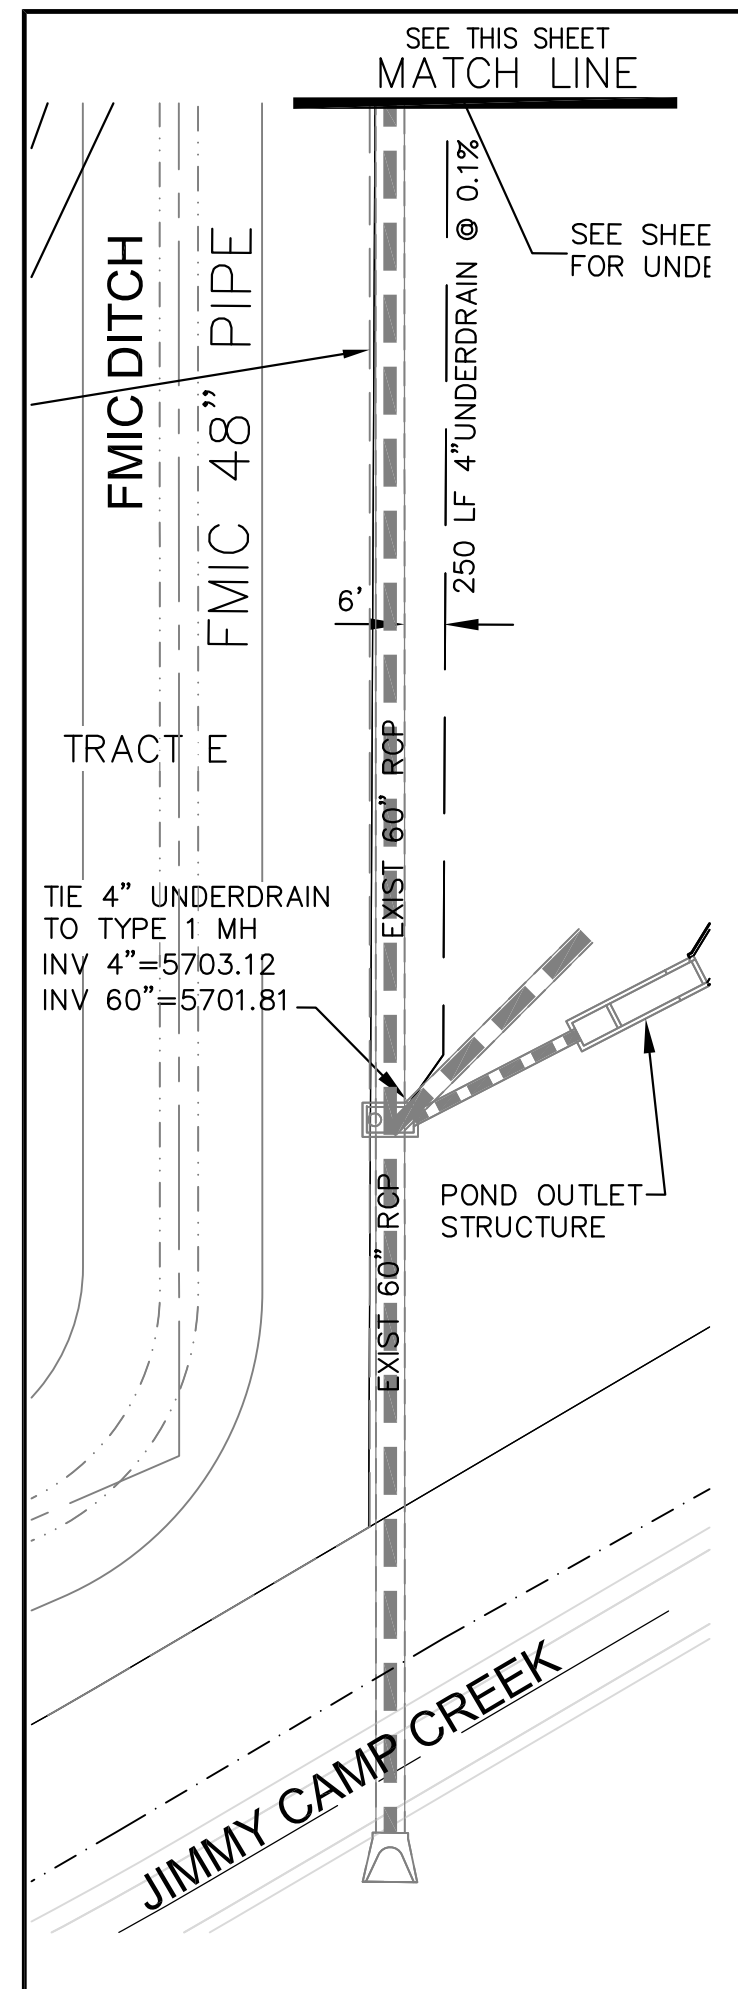 SEE THIS SHEET
MATCH LINE
250 LF 4"UNDERDRAIN @ 0.1%
SEE
FOR
FMIC DITCH
FMIC 48" PIPE
6'
TRACT E
EXIST 60" RCP
TIE 4" UNDERDRAIN
TO TYPE 1 MH
INV 4"=5703.12
INV 60"=5701.81
POND OUTLET
STRUCTURE
EXIST 60" RCP
JIMMY CAMP CREEK